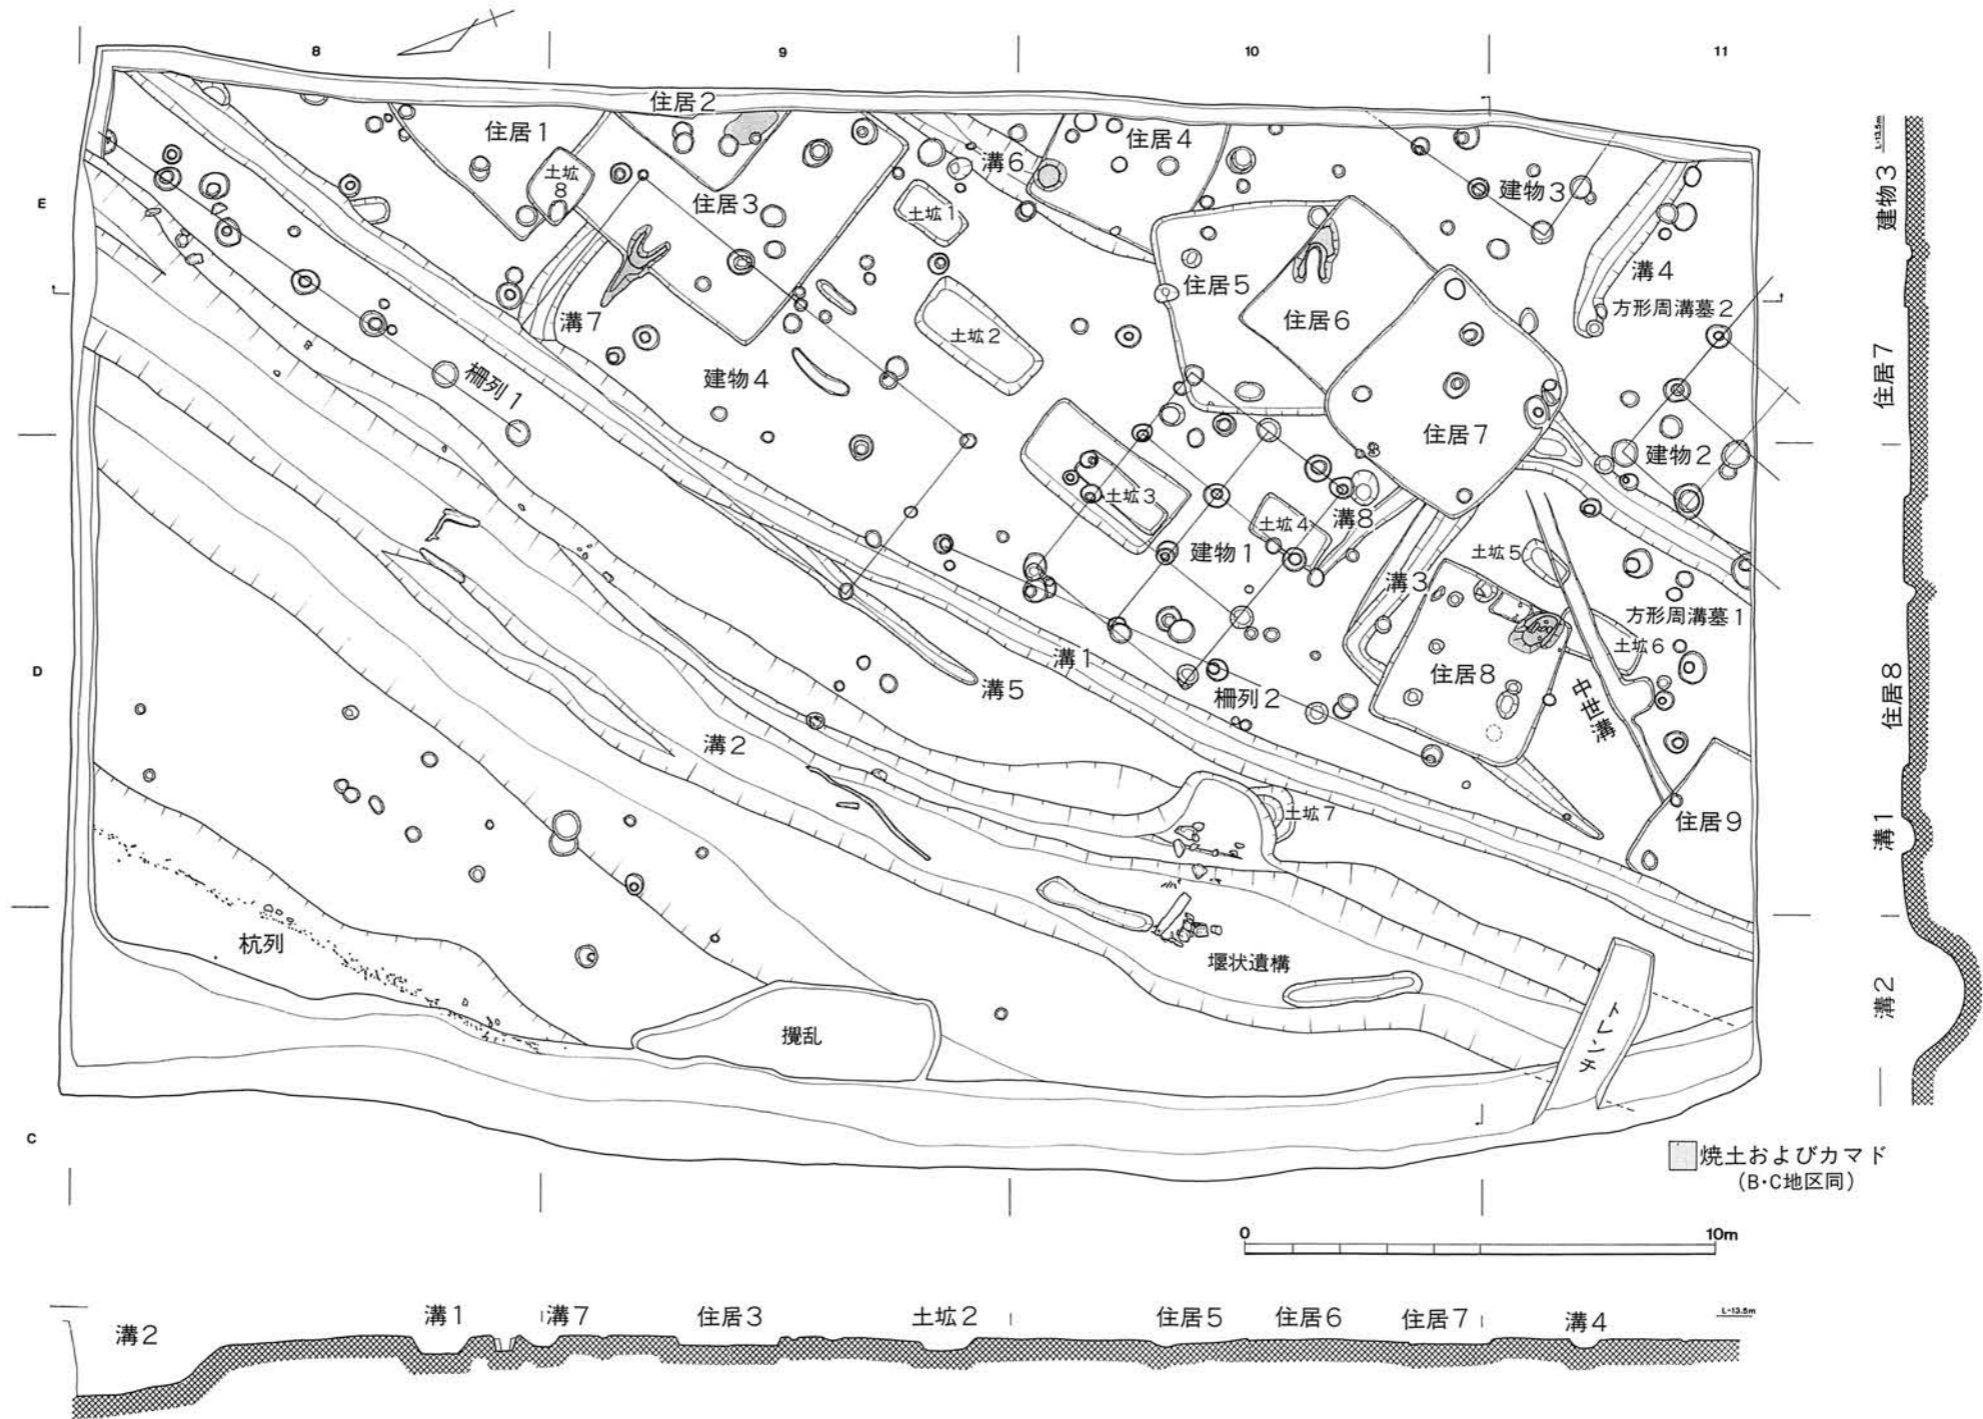 8
9
10
11
E
D
C
住居1
住居2
土坑
8
住居3
土坑1
溝6
住居4
建物3
溝4
方形周溝墓2
溝7
建物4
土坑2
住居5
住居6
住居7
建物2
柵列1
土坑3
土坑4
溝8
建物1
溝3
土坑5
方形周溝墓1
土坑6
住居8
中世溝
住居9
溝1
溝5
柵列2
溝2
土坑7
堰状遺構
杭列
攪乱
トレンチ
L-13.5m
建物3
住居7
住居8
溝1
溝2
焼土およびカマド
(B・C地区同)
0 10m
溝2 溝1 溝7 住居3 土坑2 住居5 住居6 住居7 溝4
L-13.5m